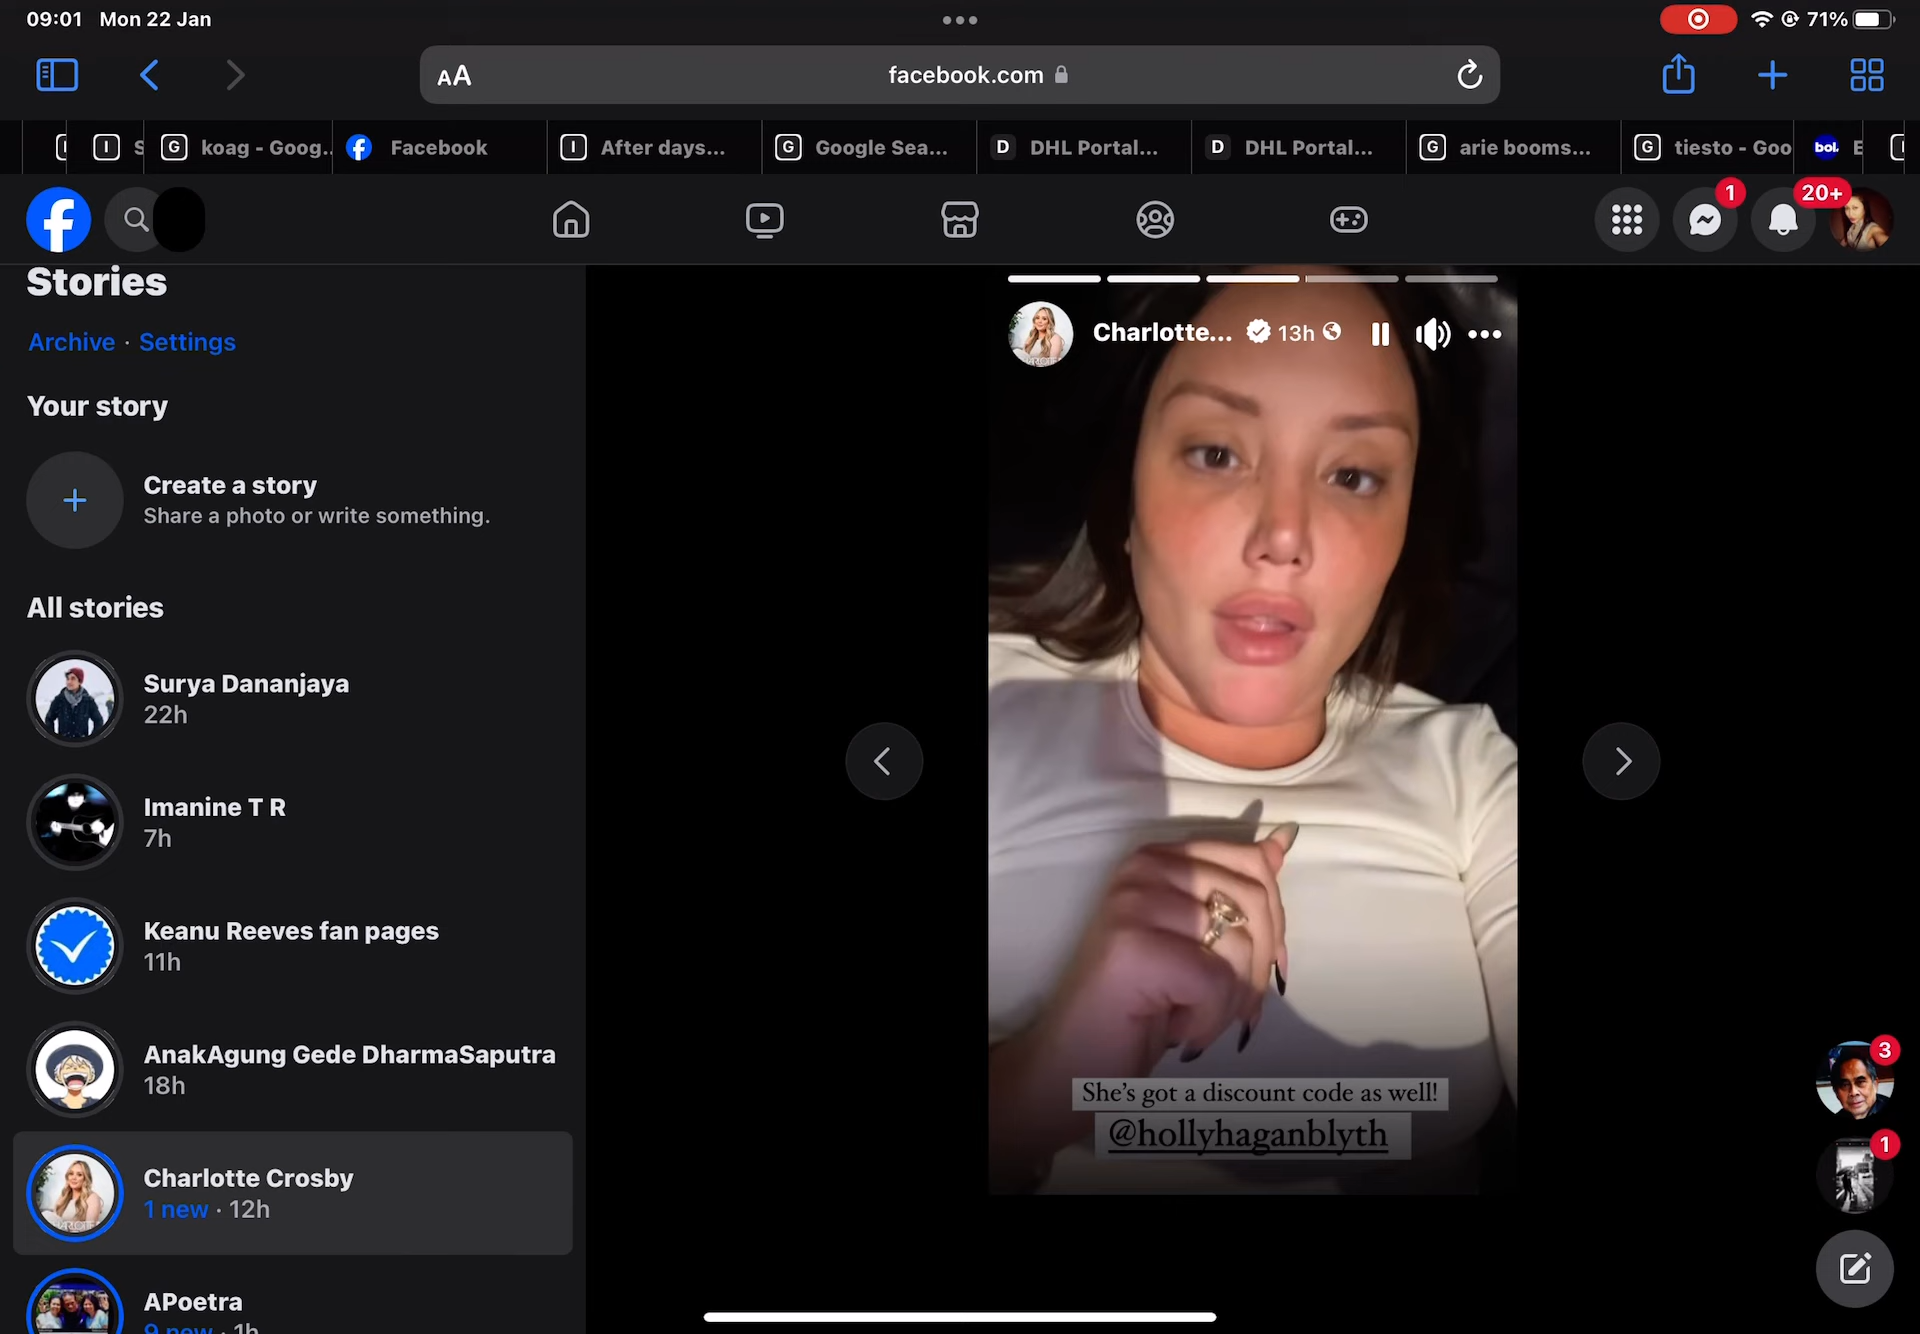 09:01 Mon 22 Jan
71%
AA
facebook.com
koag - Goog...
Facebook
After days...
Google Sea...
DHL Portal...
DHL Portal...
arie booms...
tiesto - Goo
bol.
1
20+
Stories
Archive · Settings
Your story
Create a story
Share a photo or write something.
All stories
Surya Dananjaya
22h
Imanine T R
7h
Keanu Reeves fan pages
11h
AnakAgung Gede DharmaSaputra
18h
Charlotte Crosby
1 new · 12h
APoetra
9 new · 1h
Charlotte... 13h
She's got a discount code as well!
@hollyhaganblyth
3
1